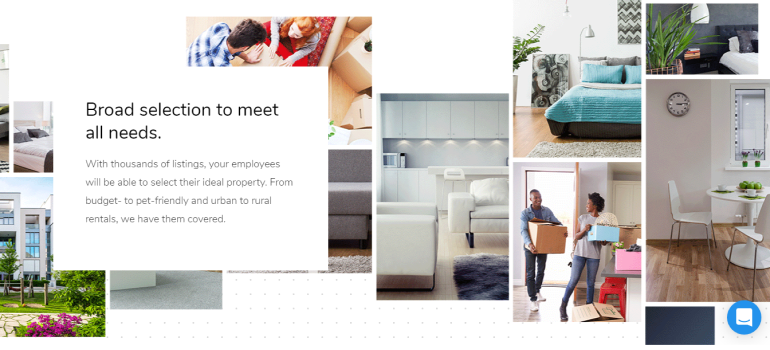 Broad selection to meet
all needs.
With thousands of listings, your employees
will be able to select their ideal property. From
budget- to pet-friendly and urban to rural
rentals, we have them covered.